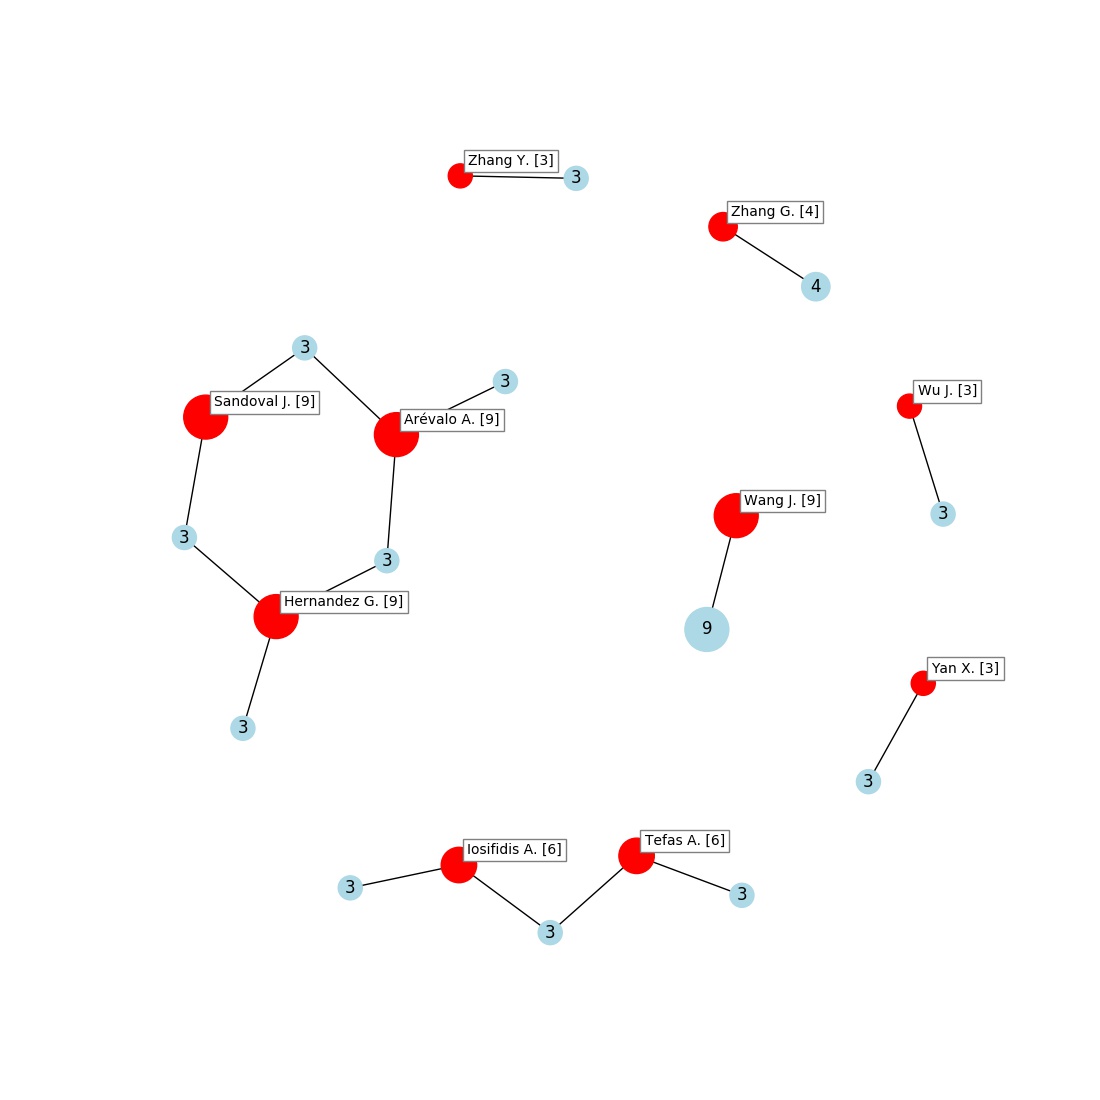 Zhang Y. [3]
3
Zhang G. [4]
4
3
3
Sandoval J. [9]
Arévalo A. [9]
Wu J. [3]
Wang J. [9]
3
3
3
Hernandez G. [9]
9
Yan X. [3]
3
3
Tefas A. [6]
Iosifidis A. [6]
3
3
3